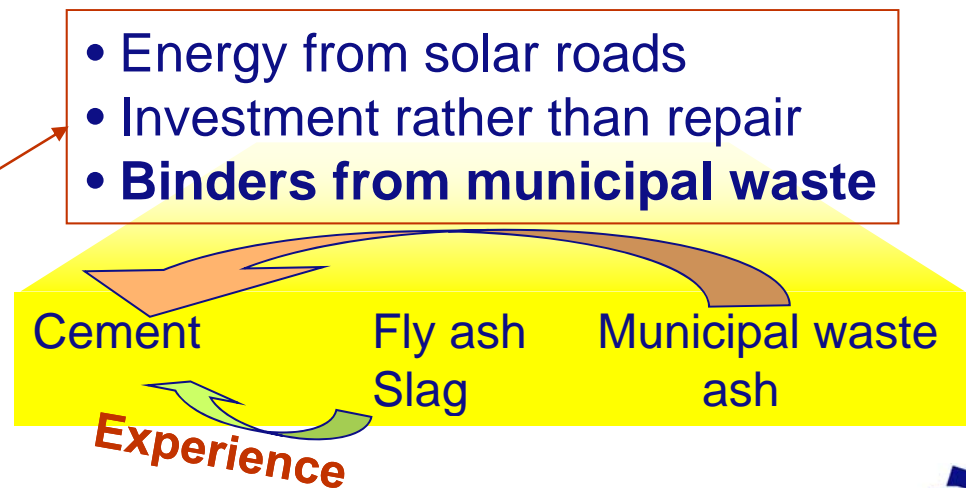 • Energy from solar roads
• Investment rather than repair
• Binders from municipal waste
Cement Fly ash Municipal waste
Slag ash
Experience